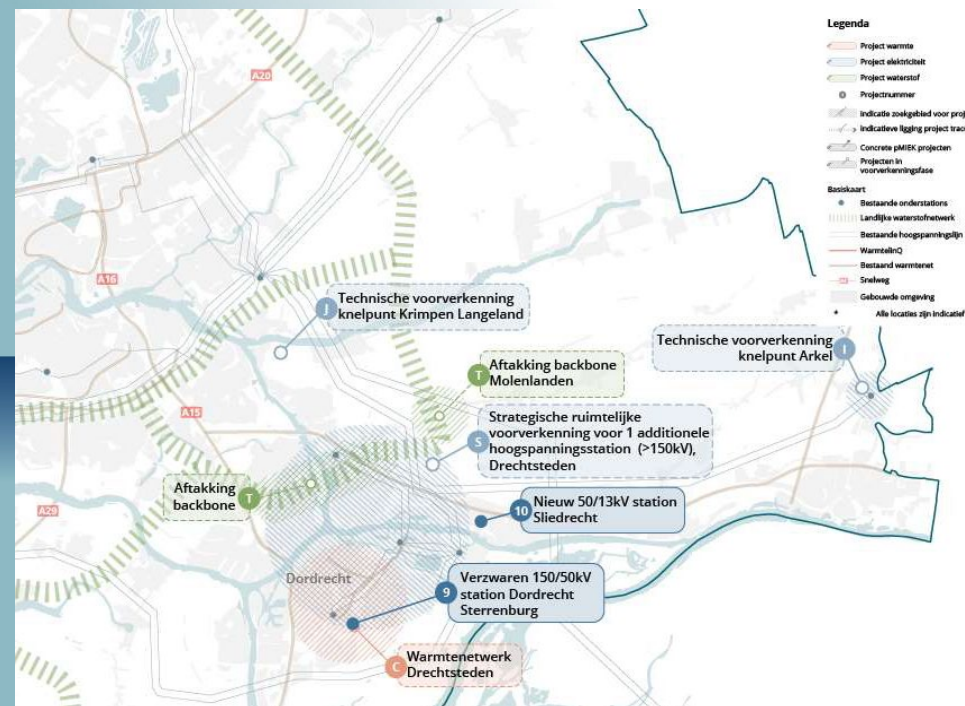 A20
A16
A15
A29
Dordrecht
J
Technische voorverkenning
knelpunt Krimpen Langeland
T
Aftakking backbone
Molenlanden
S
Strategische ruimtelijke
voorverkenning voor 1 additionele
hoogspanningsstation (>150kV),
Drechtsteden
Technische voorverkenning
knelpunt Arkel
I
Aftakking
backbone
T
10
Nieuw 50/13kV station
Sliedrecht
9
Verzwaren 150/50kV
station Dordrecht
Sterrenburg
C
Warmtenetwerk
Drechtsteden
Legenda
Project warmte
Project elektriciteit
Project waterstof
Projectnummer
Indicatie zoekgebied voor proj
Indicatieve ligging project trace
Concrete pMIEK projecten
Projecten in
voorverkenningsfase
Basiskaart
Bestaande onderstations
Landlijke waterstofnetwerk
Bestaande hoogspanningslijn
WarmtelinQ
Bestaand warmtenet
Snelweg
Gebouwde omgeving
* Alle locaties zijn indicatief